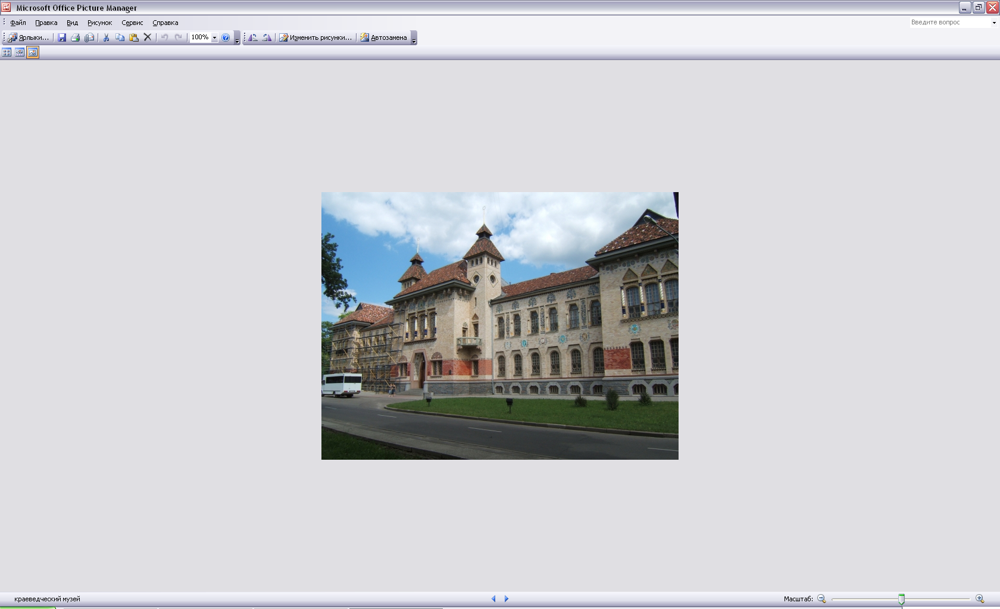 Microsoft Office Picture Manager
Файл Правка Вид Рисунок Сервис Справка
Введите вопрос
Ярлыки... 100% Изменить рисунки... Автозамена
краеведческий музей
Масштаб: